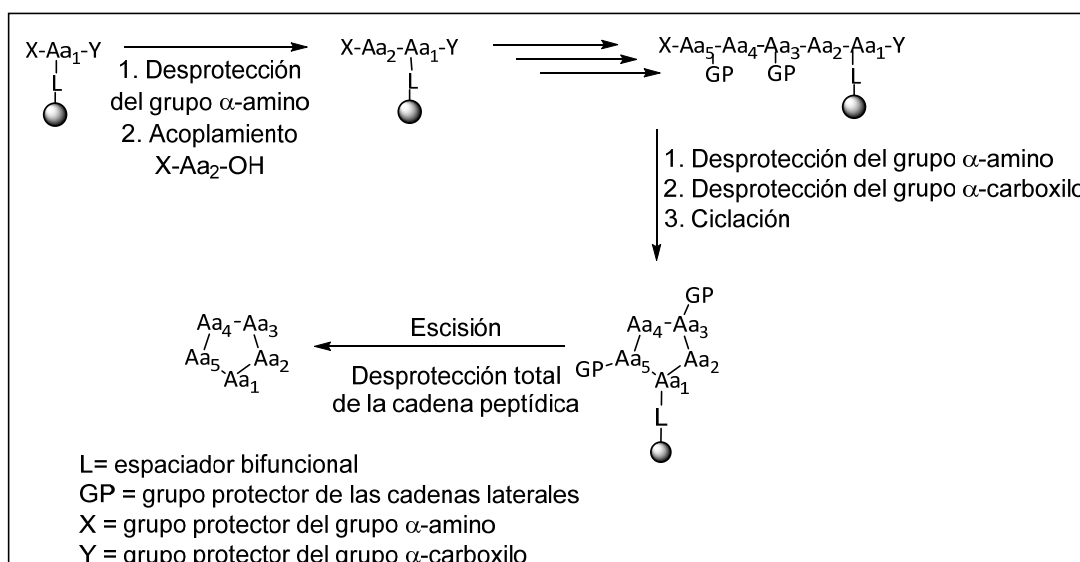 X-Aa1-Y
L
1. Desprotección
del grupo α-amino
2. Acoplamiento
X-Aa2-OH
X-Aa2-Aa1-Y
L
X-Aa5-Aa4-Aa3-Aa2-Aa1-Y
GP GP L
1. Desprotección del grupo α-amino
2. Desprotección del grupo α-carboxilo
3. Ciclación
GP
Aa4-Aa3
GP-Aa5 Aa2
Aa1
L
Escisión
Desprotección total
de la cadena peptídica
Aa4-Aa3
Aa5 Aa2
Aa1
L= espaciador bifuncional
GP = grupo protector de las cadenas laterales
X = grupo protector del grupo α-amino
Y = grupo protector del grupo α-carboxilo